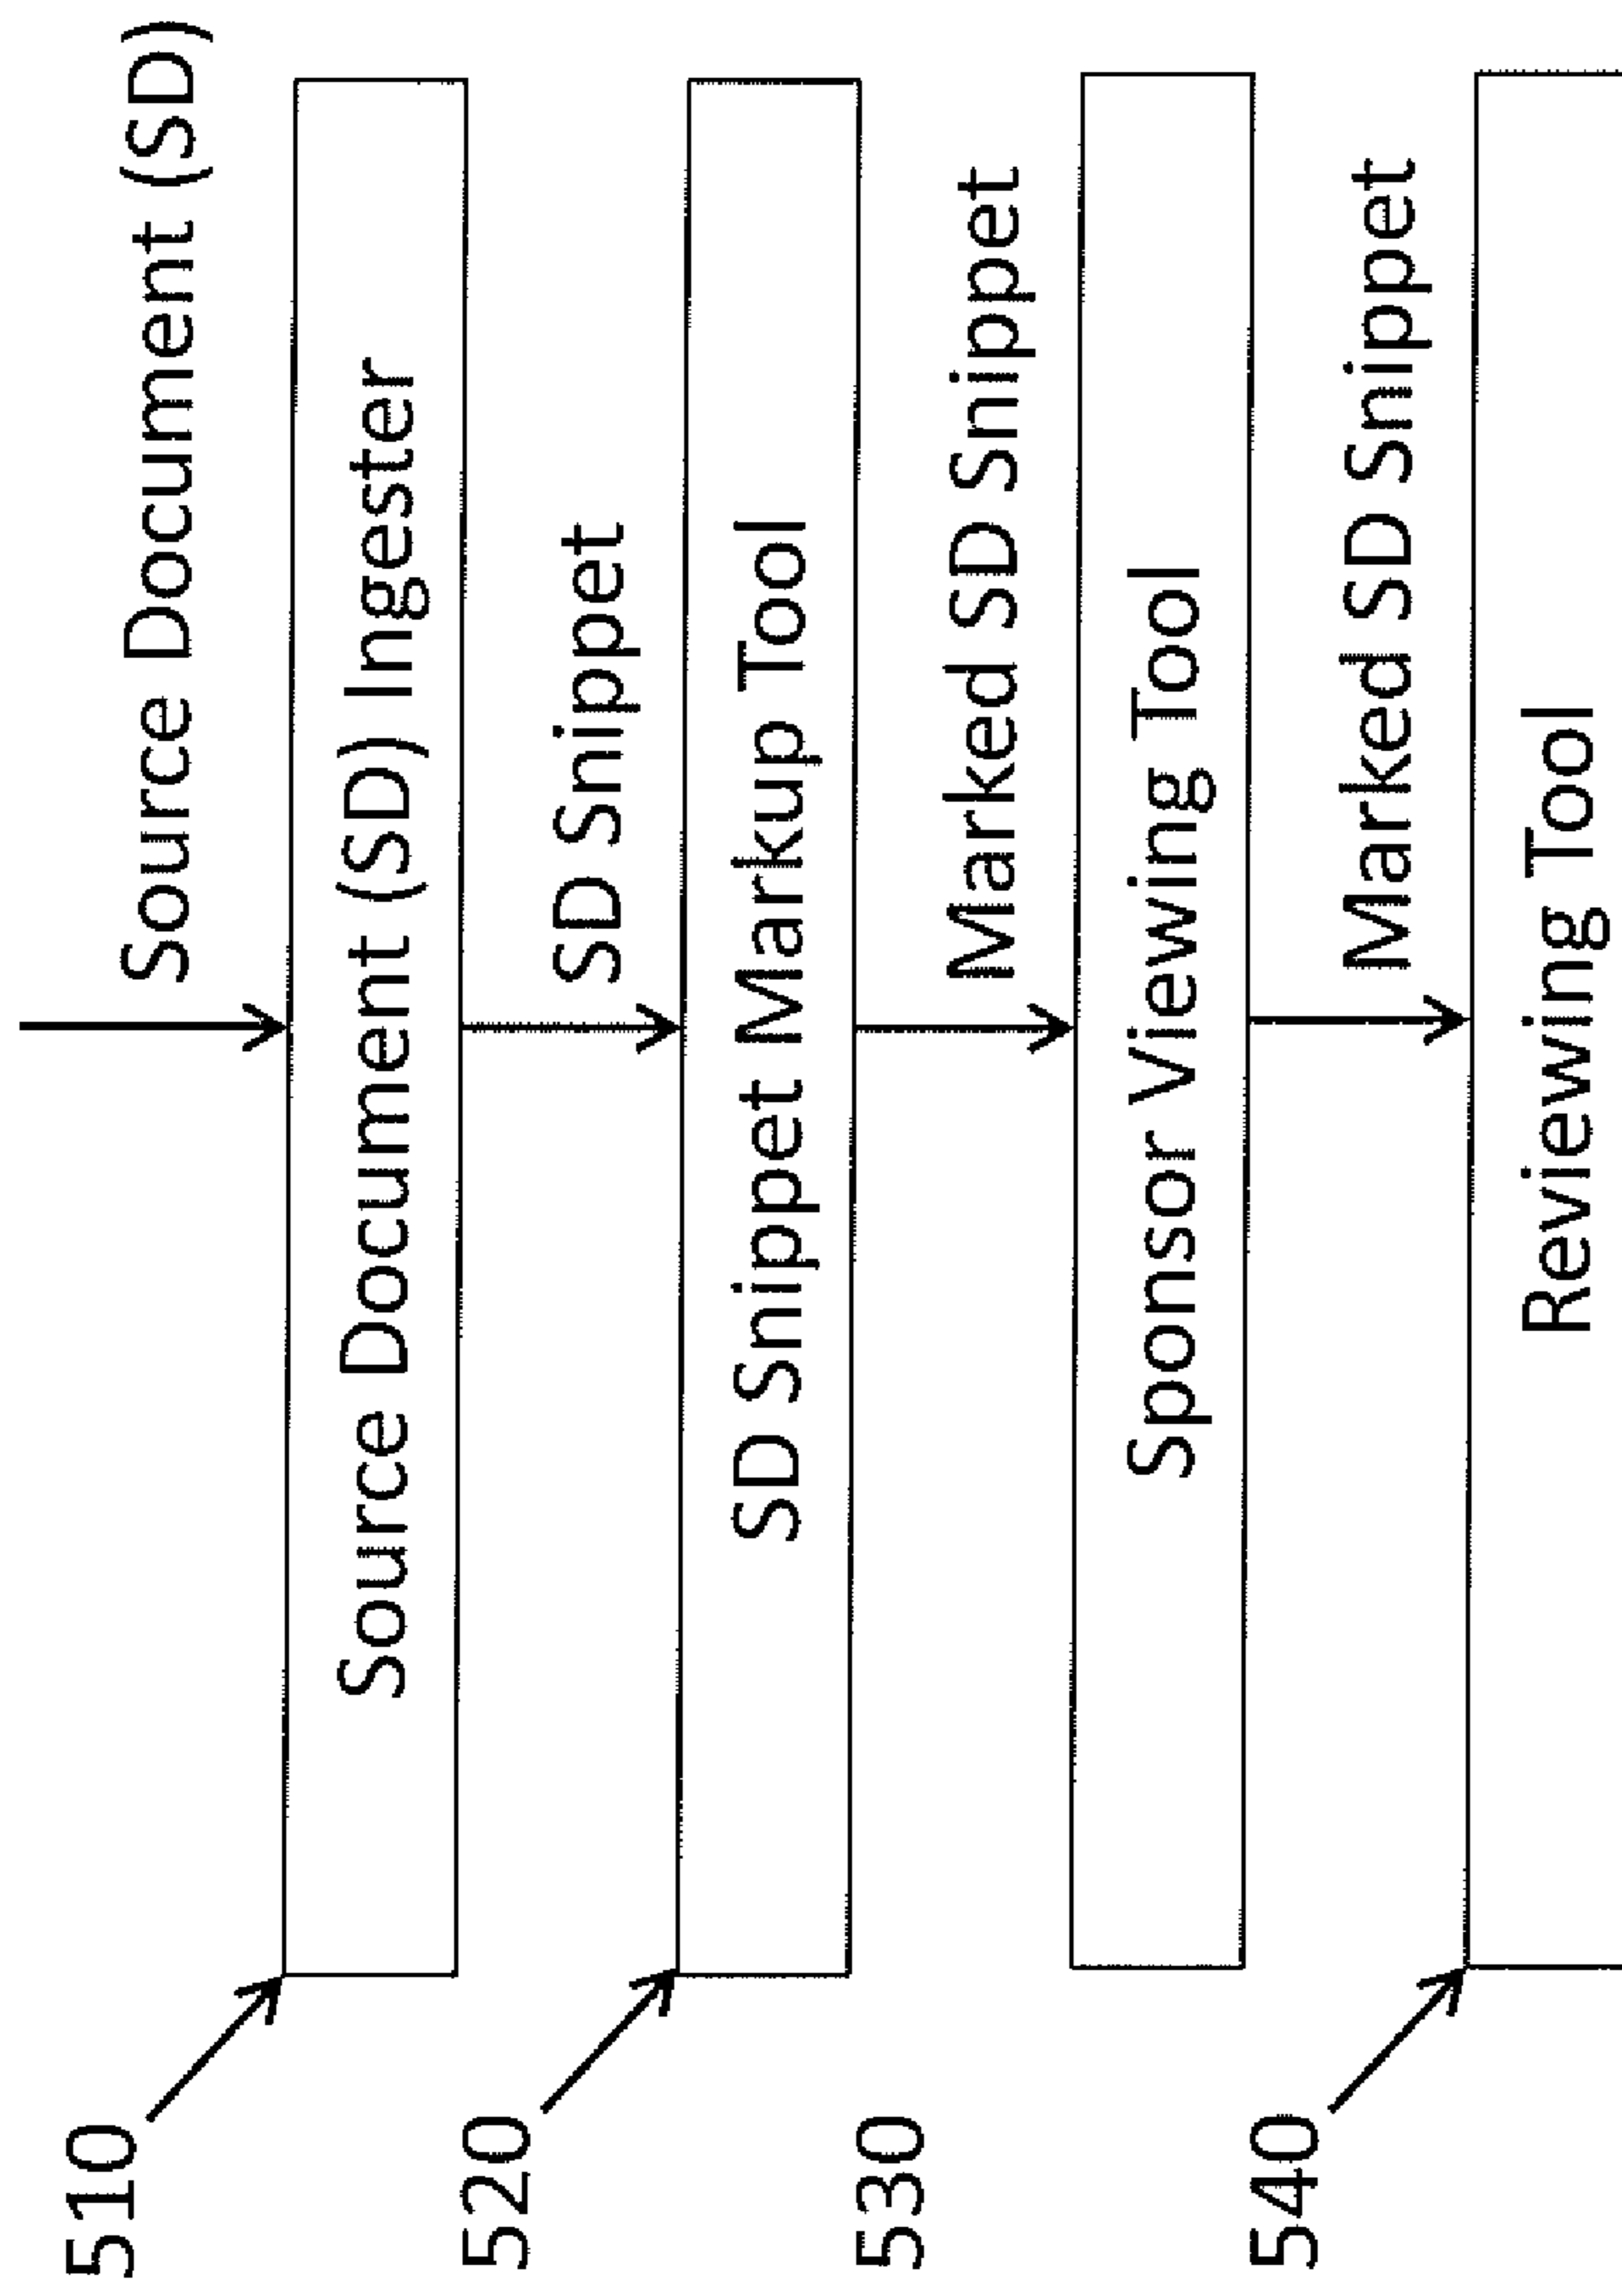 Source Document (SD)
510
Source Document (SD) Ingester
SD Snippet
520
SD Snippet Markup Tool
Marked SD Snippet
530
Sponsor Viewing Tool
Marked SD Snippet
540
Reviewing Tool